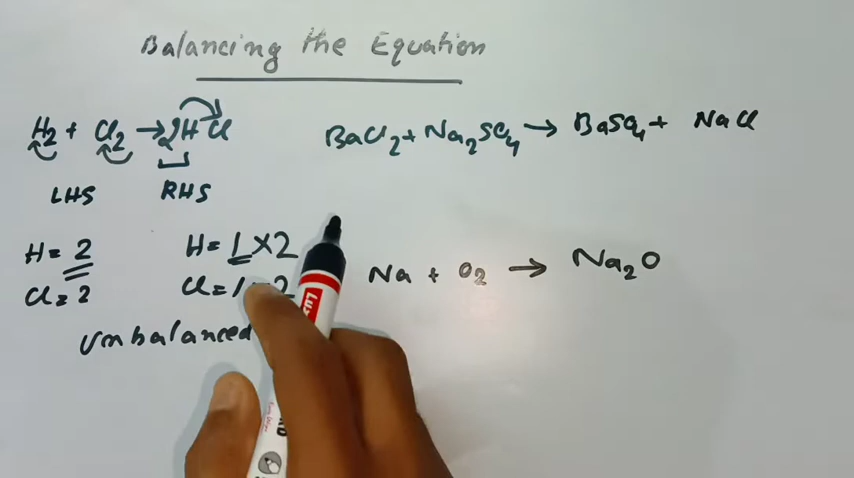 Balancing the Equation
H2 + Cl2 → 2HCl
BaCl2 + Na2SO4 → BaSO4 + NaCl
LHS RHS
H = 2 H = 1×2
Cl = 2 Cl = 1×2
Na + O2 → Na2O
Unbalanced